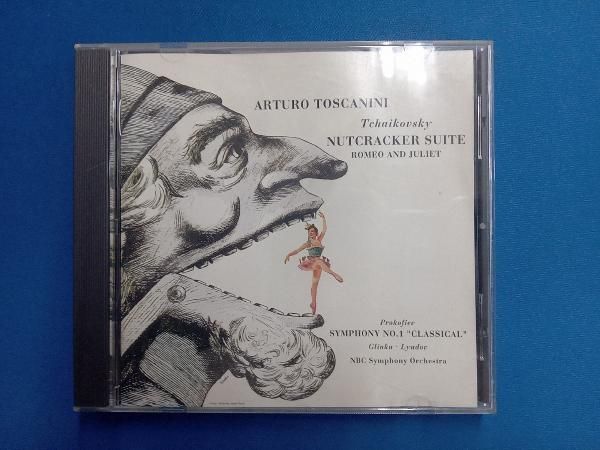 ARTURO TOSCANINI
Tchaikovsky
NUTCRACKER SUITE
ROMEO AND JULIET
Prokofiev
SYMPHONY NO.1 "CLASSICAL"
Glinka · Lyadov
NBC Symphony Orchestra